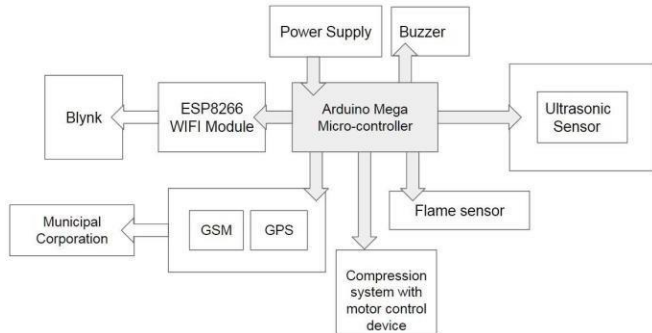 Power Supply
Buzzer
Blynk
ESP8266
WIFI Module
Arduino Mega
Micro-controller
Ultrasonic
Sensor
Municipal
Corporation
GSM
GPS
Flame sensor
Compression
system with
motor control
device